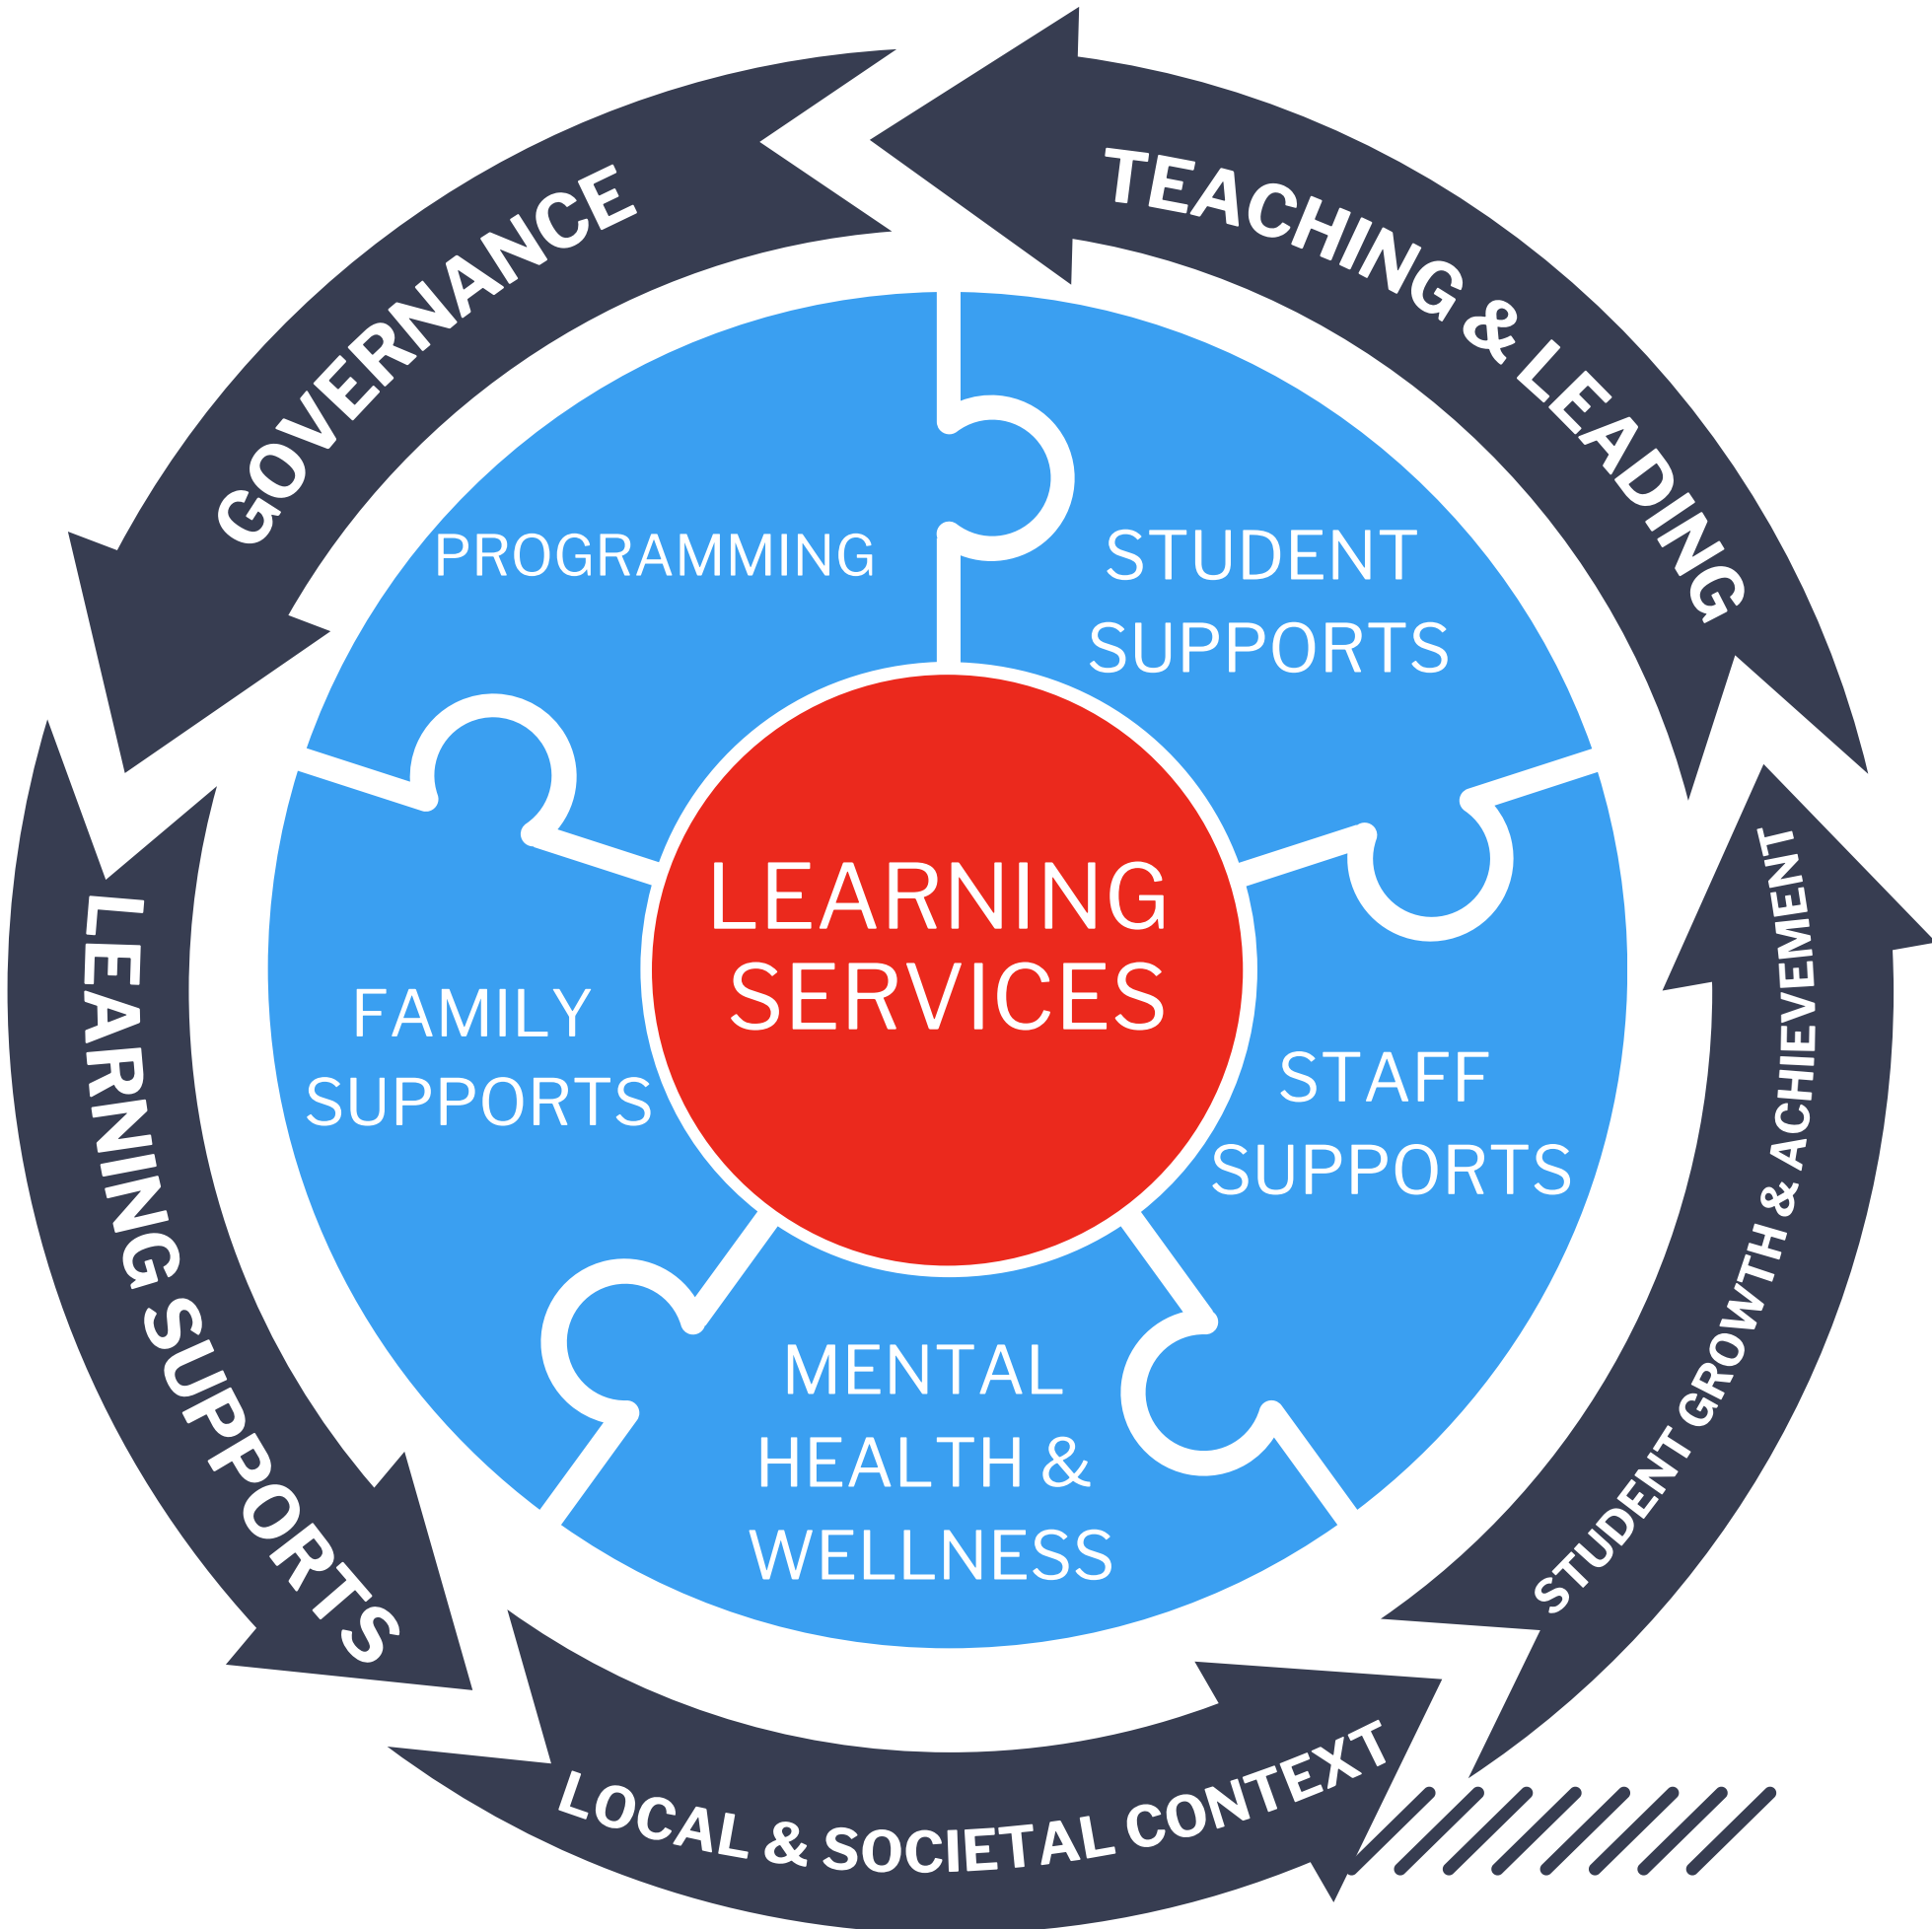 GOVERNANCE
TEACHING & LEADING
PROGRAMMING
STUDENT
SUPPORTS
LEARNING
SERVICES
FAMILY
SUPPORTS
STAFF
SUPPORTS
MENTAL
HEALTH &
WELLNESS
LEARNING SUPPORTS
STUDENT GROWTH & ACHIEVEMENT
LOCAL & SOCIETAL CONTEXT